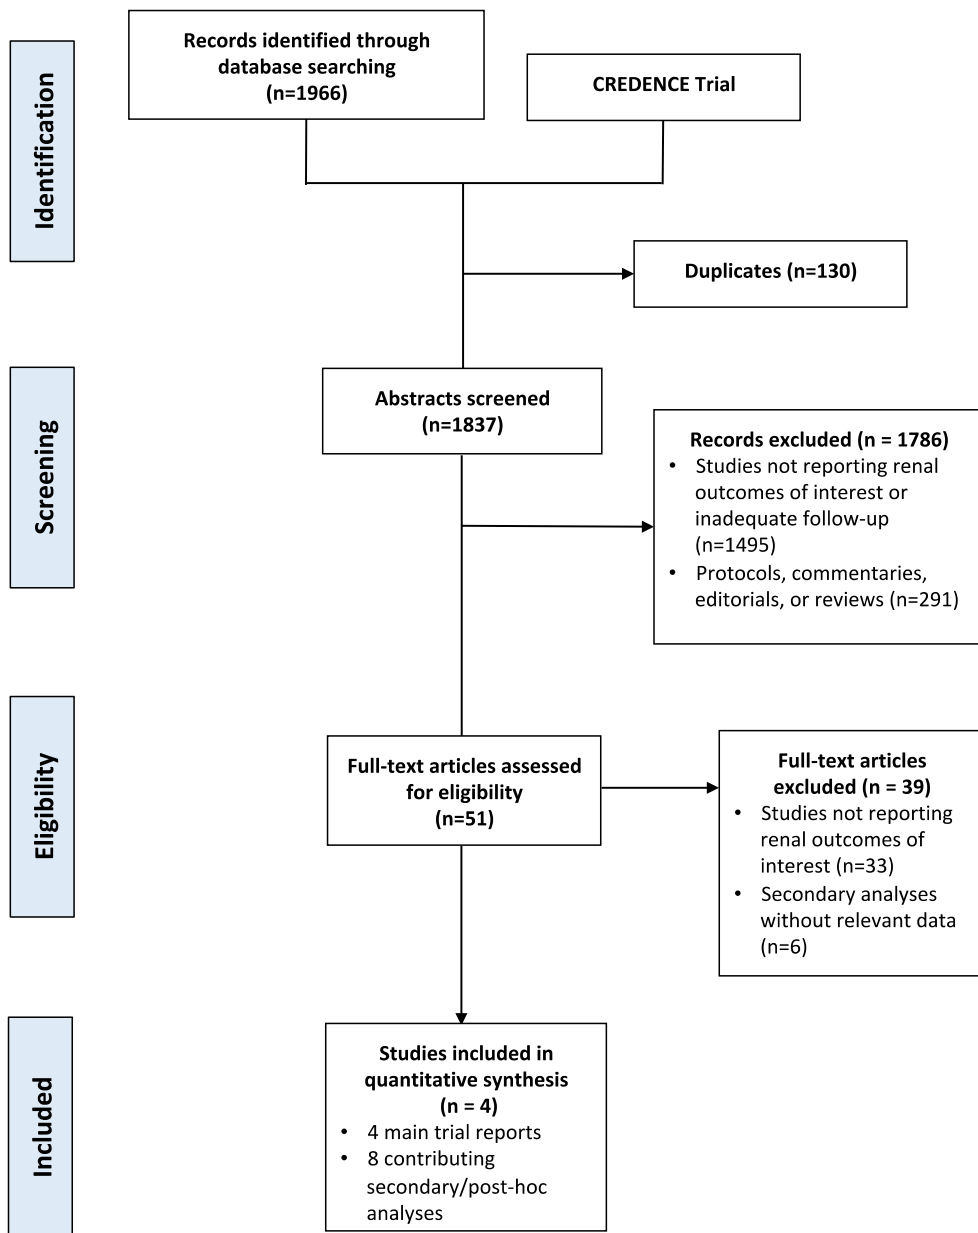 Identification
Records identified through
database searching
(n=1966)
CREDENCE Trial
Duplicates (n=130)
Screening
Abstracts screened
(n=1837)
Records excluded (n = 1786)
• Studies not reporting renal
outcomes of interest or
inadequate follow-up
(n=1495)
• Protocols, commentaries,
editorials, or reviews (n=291)
Eligibility
Full-text articles assessed
for eligibility
(n=51)
Full-text articles
excluded (n = 39)
• Studies not reporting
renal outcomes of
interest (n=33)
• Secondary analyses
without relevant data
(n=6)
Included
Studies included in
quantitative synthesis
(n = 4)
• 4 main trial reports
• 8 contributing
secondary/post-hoc
analyses